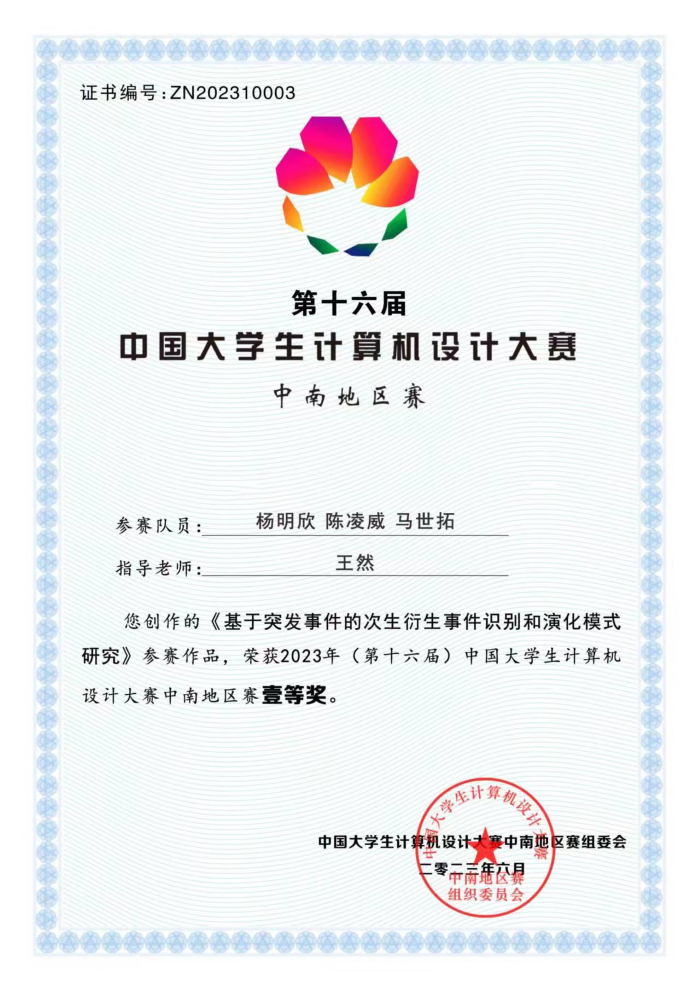 证书编号:ZN202310003
第十六届
中国大学生计算机设计大赛
中南地区赛
参赛队员: 杨明欣 陈凌威 马世拓
指导老师: 王然
您创作的《基于突发事件的次生衍生事件识别和演化模式
研究》参赛作品，荣获2023年（第十六届）中国大学生计算机
设计大赛中南地区赛壹等奖。
中国大学生计算机设计大赛中南地区赛组委会
二零二三年六月
中国大学生计算机设计大赛
中南地区赛
组织委员会